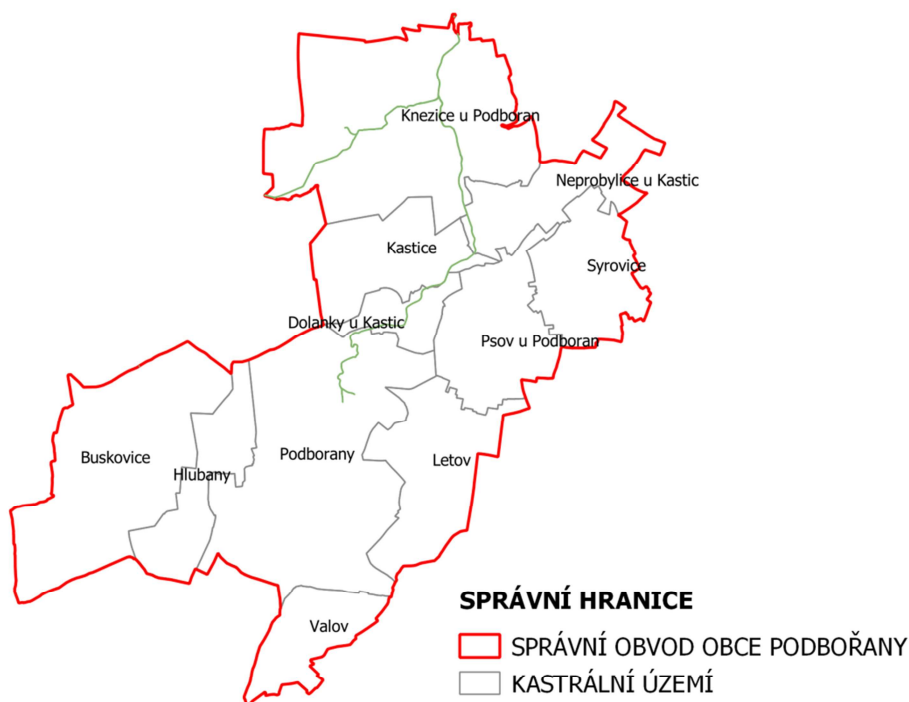 Knezice u Podboran
Neprobylice u Kastic
Kastice
Syrovice
Dolanky u Kastic
Psov u Podboran
Buskovice
Hlubany
Podborany
Letov
Valov
SPRÁVNÍ HRANICE
SPRÁVNÍ OBVOD OBCE PODBOŘANY
KASTRÁLNÍ ÚZEMÍ